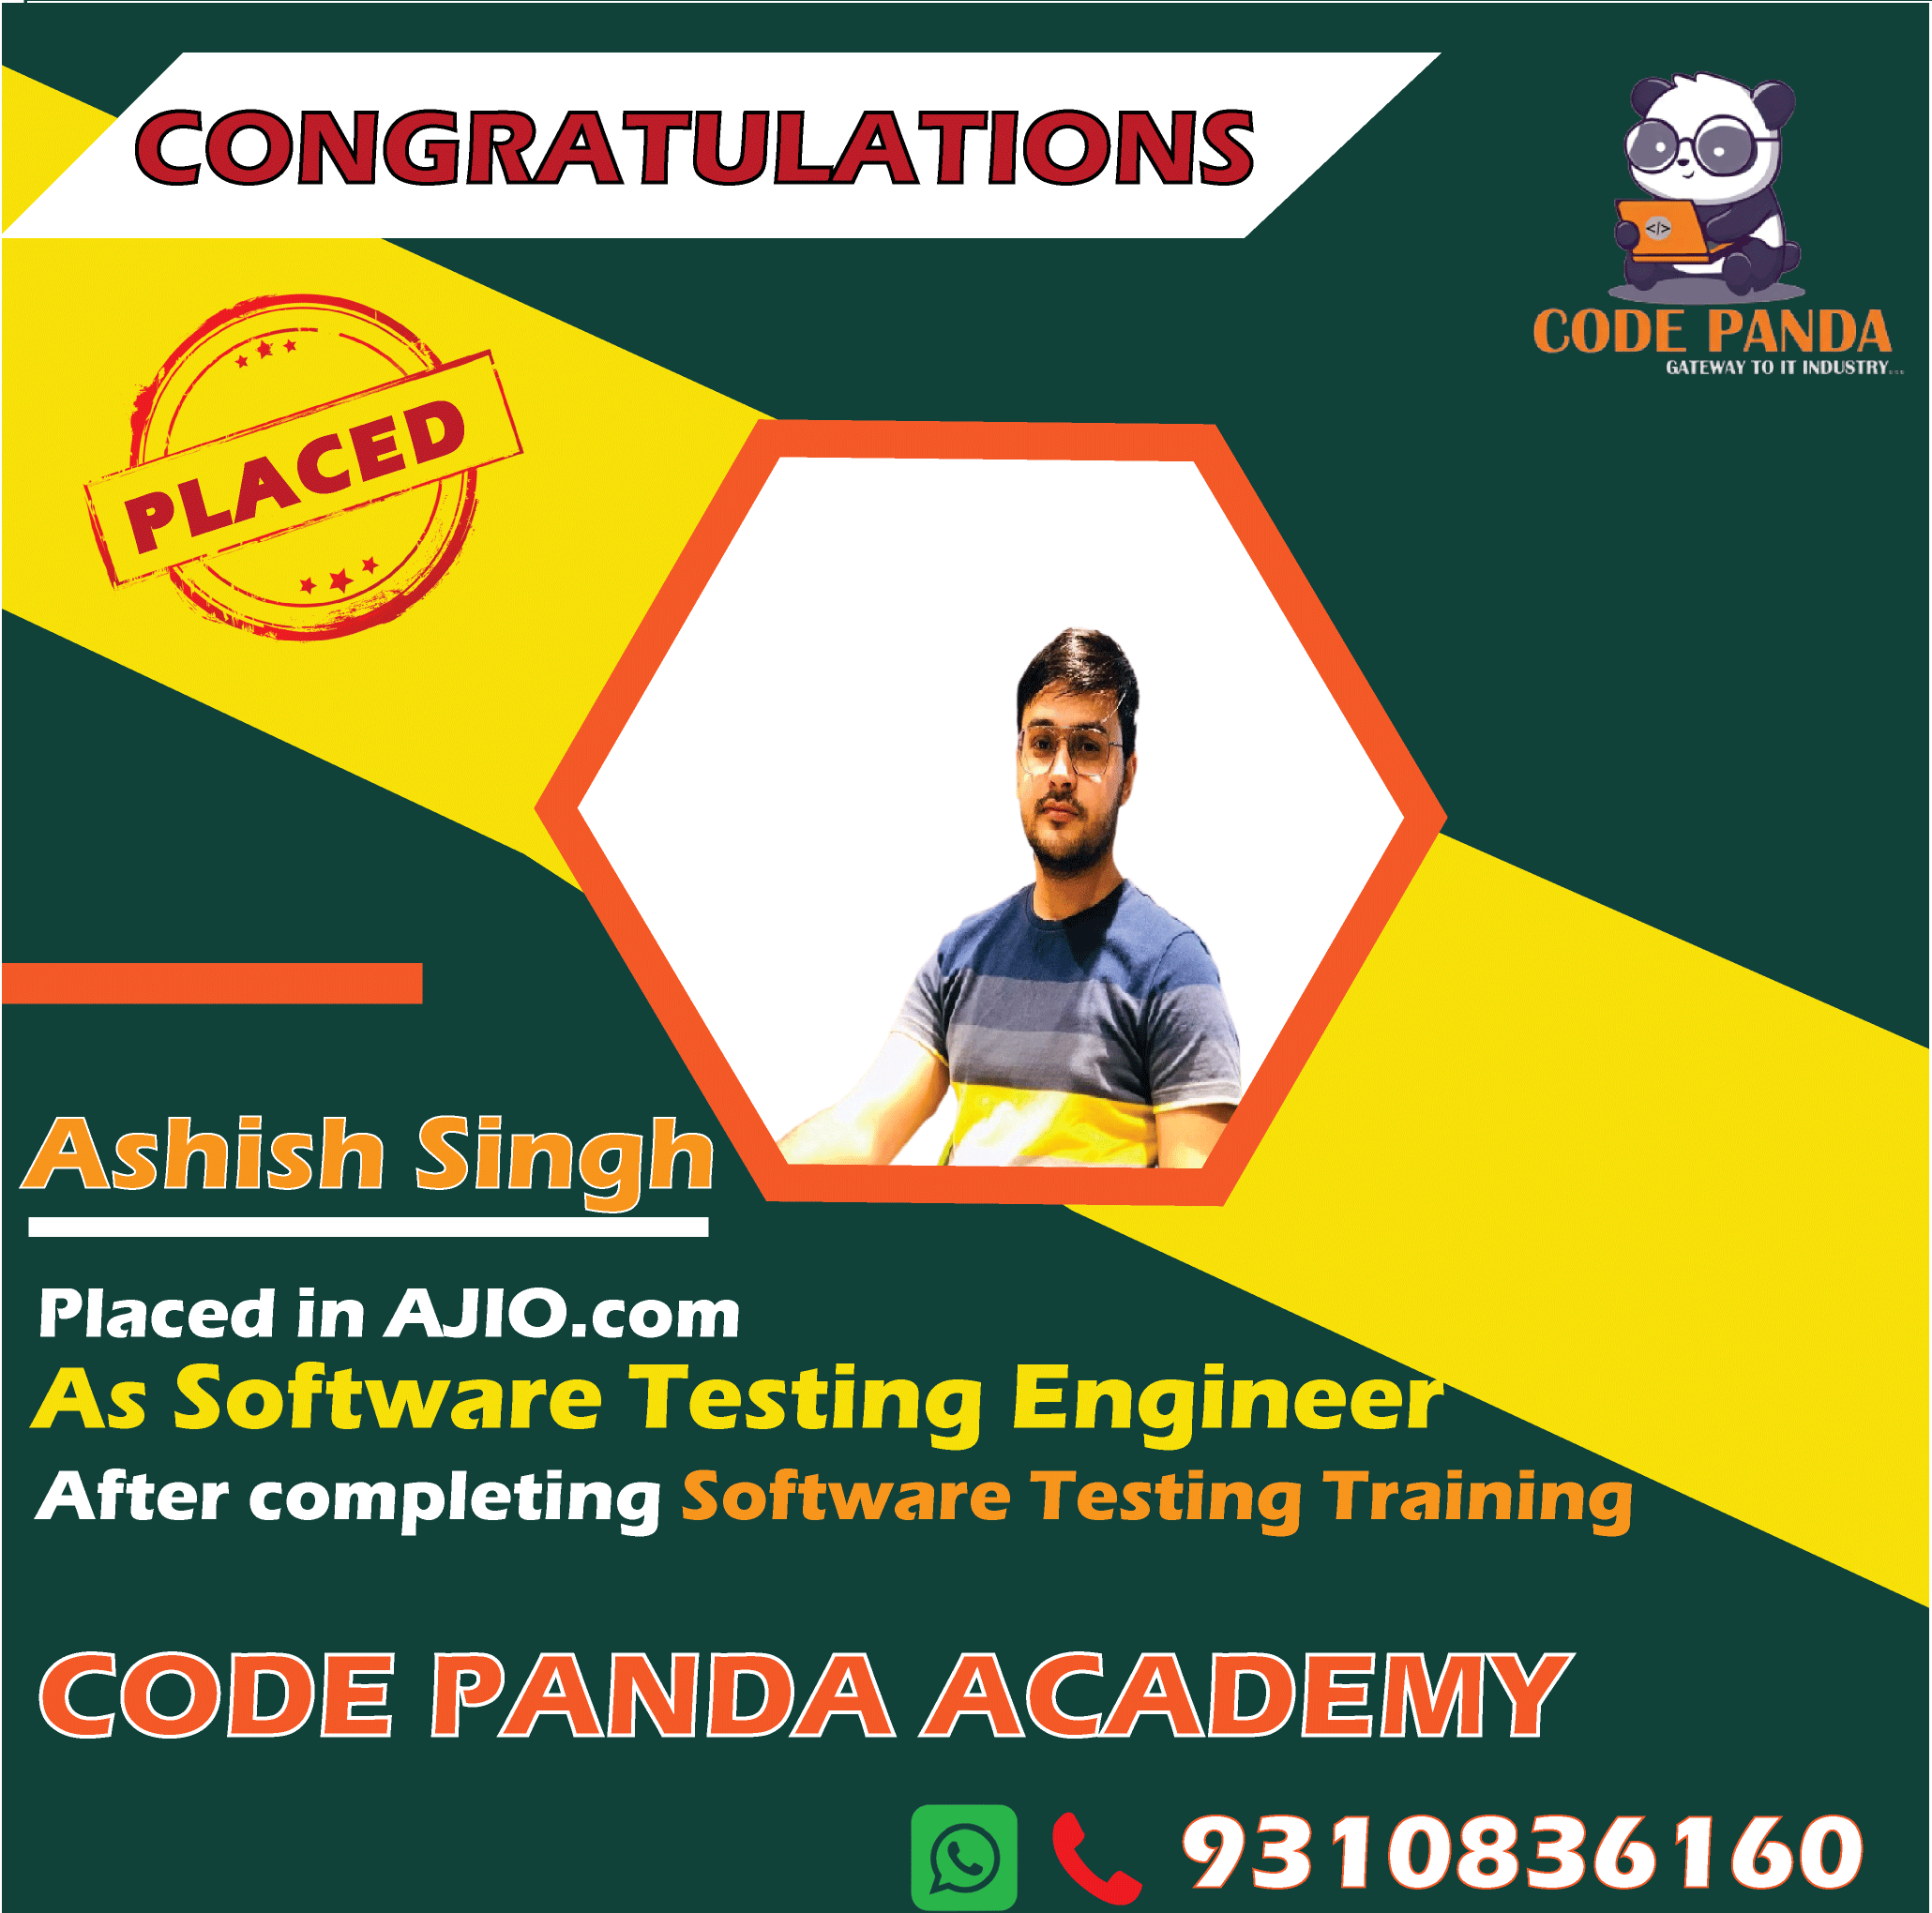 CONGRATULATIONS
</>
CODE PANDA
GATEWAY TO IT INDUSTRY...
PLACED
Ashish Singh
Placed in AJIO.com
As Software Testing Engineer
After completing Software Testing Training
CODE PANDA ACADEMY
9310836160